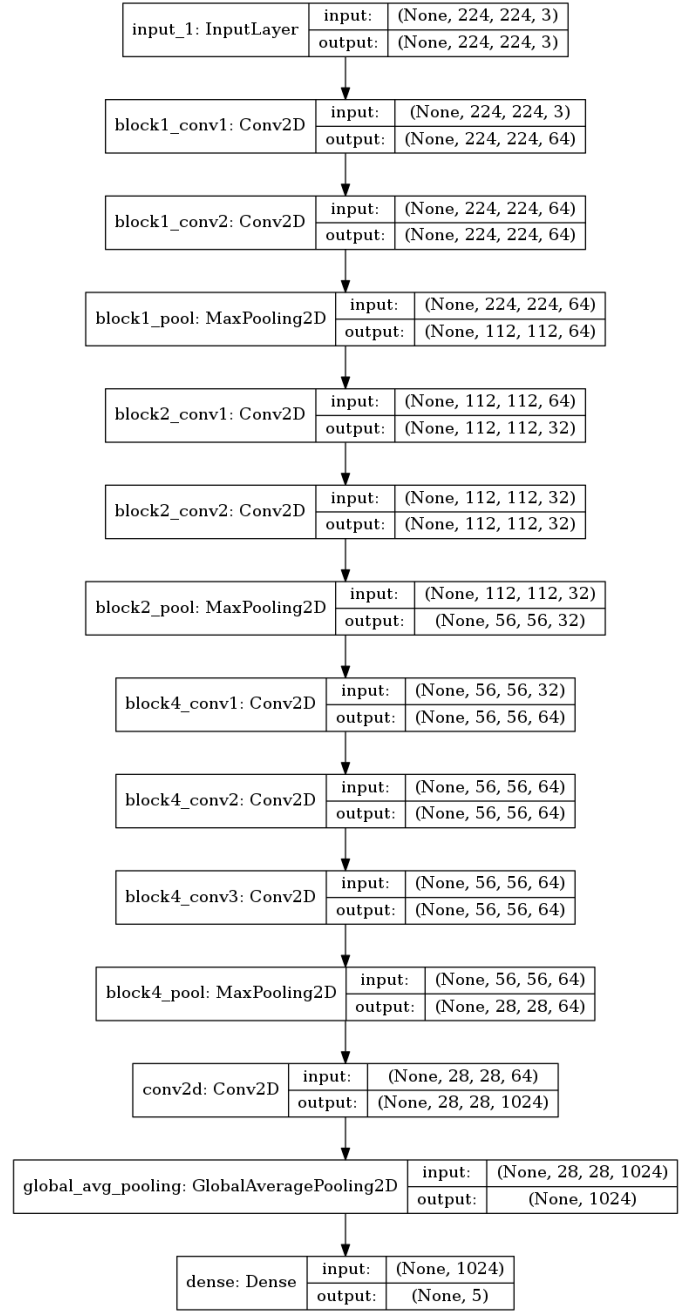 input_1: InputLayer
input: (None, 224, 224, 3)
output: (None, 224, 224, 3)
block1_conv1: Conv2D
input: (None, 224, 224, 3)
output: (None, 224, 224, 64)
block1_conv2: Conv2D
input: (None, 224, 224, 64)
output: (None, 224, 224, 64)
block1_pool: MaxPooling2D
input: (None, 224, 224, 64)
output: (None, 112, 112, 64)
block2_conv1: Conv2D
input: (None, 112, 112, 64)
output: (None, 112, 112, 32)
block2_conv2: Conv2D
input: (None, 112, 112, 32)
output: (None, 112, 112, 32)
block2_pool: MaxPooling2D
input: (None, 112, 112, 32)
output: (None, 56, 56, 32)
block4_conv1: Conv2D
input: (None, 56, 56, 32)
output: (None, 56, 56, 64)
block4_conv2: Conv2D
input: (None, 56, 56, 64)
output: (None, 56, 56, 64)
block4_conv3: Conv2D
input: (None, 56, 56, 64)
output: (None, 56, 56, 64)
block4_pool: MaxPooling2D
input: (None, 56, 56, 64)
output: (None, 28, 28, 64)
conv2d: Conv2D
input: (None, 28, 28, 64)
output: (None, 28, 28, 1024)
global_avg_pooling: GlobalAveragePooling2D
input: (None, 28, 28, 1024)
output: (None, 1024)
dense: Dense
input: (None, 1024)
output: (None, 5)